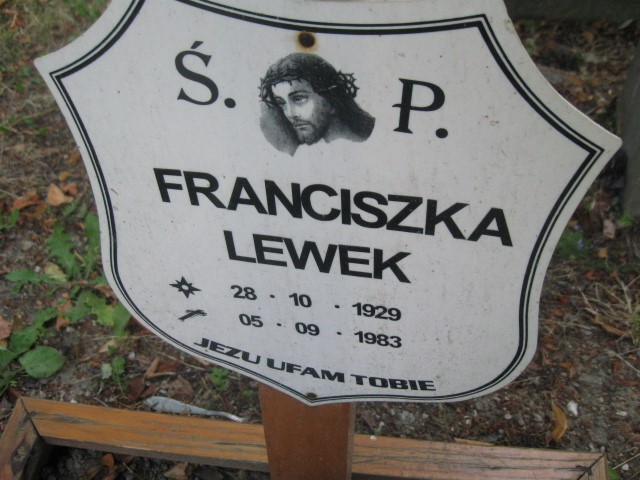 Ś. P.
FRANCISZKA
LEWEK
28 · 10 · 1929
05 · 09 · 1983
JEZU UFAM TOBIE